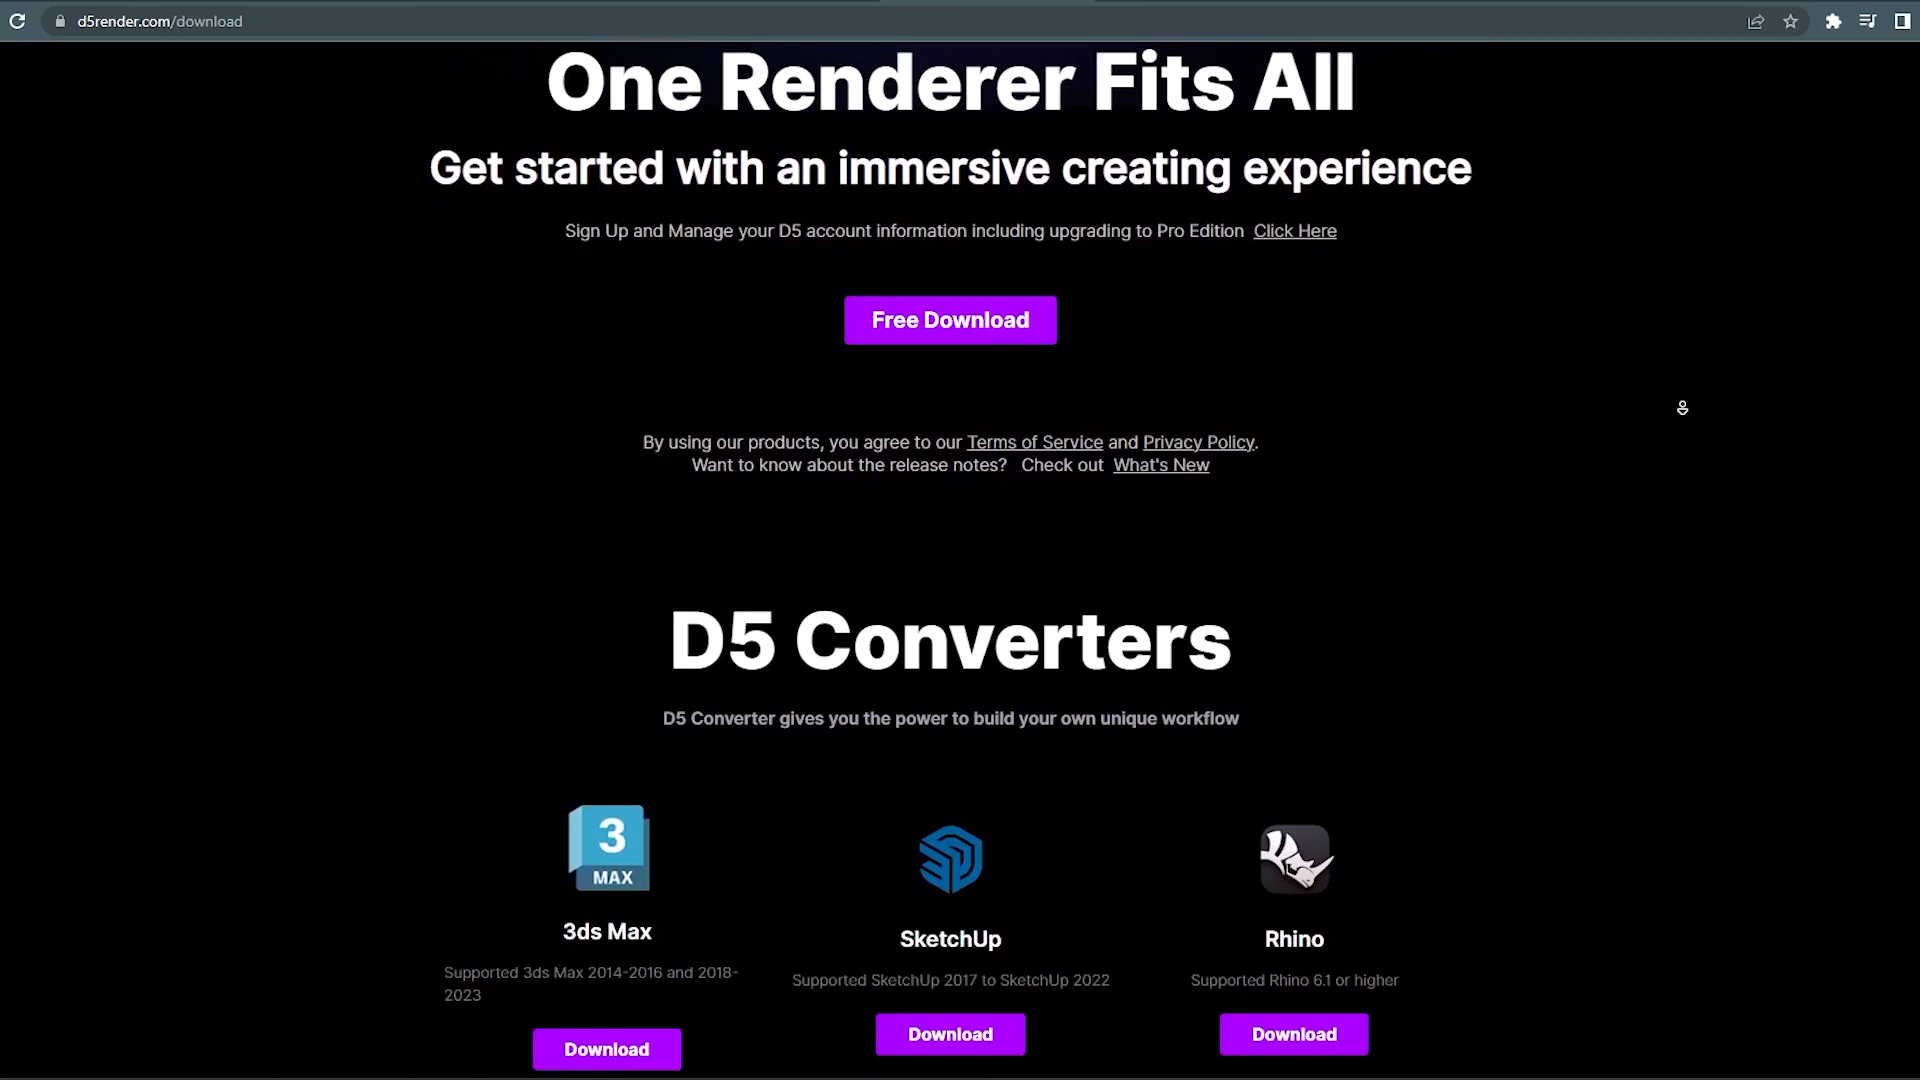 d5render.com/download
One Renderer Fits All
Get started with an immersive creating experience
Sign Up and Manage your D5 account information including upgrading to Pro Edition Click Here
Free Download
By using our products, you agree to our Terms of Service and Privacy Policy.
Want to know about the release notes? Check out What's New
D5 Converters
D5 Converter gives you the power to build your own unique workflow
3
MAX
3ds Max
Supported 3ds Max 2014-2016 and 2018-
2023
Download
SketchUp
Supported SketchUp 2017 to SketchUp 2022
Download
Rhino
Supported Rhino 6.1 or higher
Download